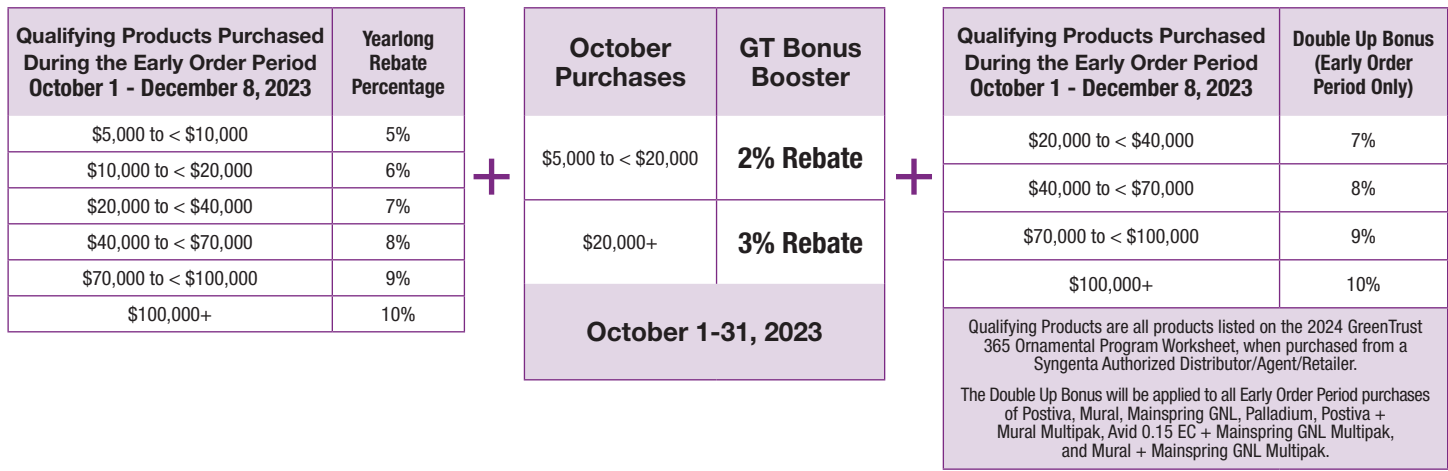 Qualifying Products Purchased
During the Early Order Period
October 1 - December 8, 2023
Yearlong
Rebate
Percentage
$5,000 to < $10,000 5%
$10,000 to < $20,000 6%
$20,000 to < $40,000 7%
$40,000 to < $70,000 8%
$70,000 to < $100,000 9%
$100,000+ 10%
+
October
Purchases
GT Bonus
Booster
$5,000 to < $20,000 2% Rebate
$20,000+ 3% Rebate
October 1-31, 2023
+
Qualifying Products Purchased
During the Early Order Period
October 1 - December 8, 2023
Double Up Bonus
(Early Order
Period Only)
$20,000 to < $40,000 7%
$40,000 to < $70,000 8%
$70,000 to < $100,000 9%
$100,000+ 10%
Qualifying Products are all products listed on the 2024 GreenTrust
365 Ornamental Program Worksheet, when purchased from a
Syngenta Authorized Distributor/Agent/Retailer.
The Double Up Bonus will be applied to all Early Order Period purchases
of Postiva, Mural, Mainspring GNL, Palladium, Postiva +
Mural Multipak, Avid 0.15 EC + Mainspring GNL Multipak,
and Mural + Mainspring GNL Multipak.